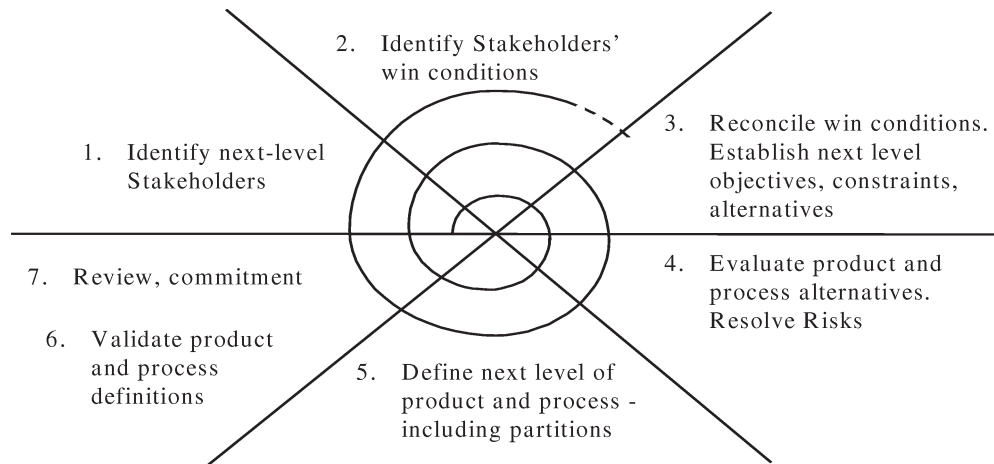 2. Identify Stakeholders’
win conditions
1. Identify next-level
Stakeholders
3. Reconcile win conditions.
Establish next level
objectives, constraints,
alternatives
7. Review, commitment
4. Evaluate product and
process alternatives.
Resolve Risks
6. Validate product
and process
definitions
5. Define next level of
product and process -
including partitions